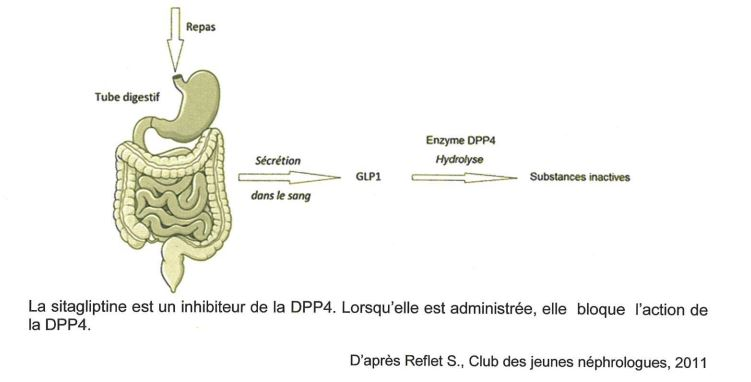 Repas
Tube digestif
Enzyme DPP4
Sécrétion
Hydrolyse
GLP1
Substances inactives
dans le sang
La sitagliptine est un inhibiteur de la DPP4. Lorsqu'elle est administrée, elle bloque l'action de
la DPP4.
D'après Reflet S., Club des jeunes néphrologues, 2011